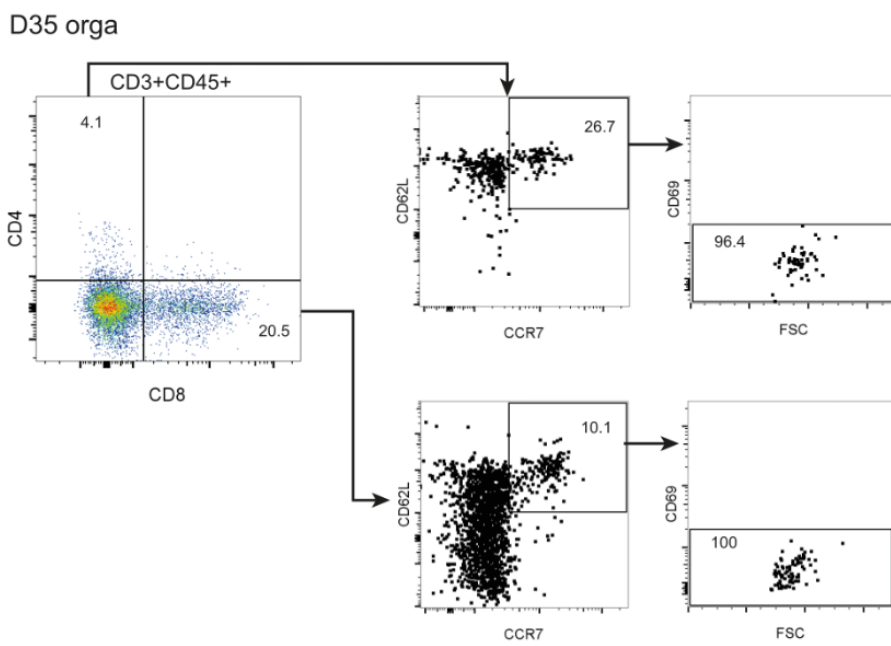 D35 orga
CD3+CD45+
4.1
CD4
20.5
CD8
26.7
CD62L
CCR7
CD69
96.4
FSC
10.1
CD62L
CCR7
CD69
100
FSC